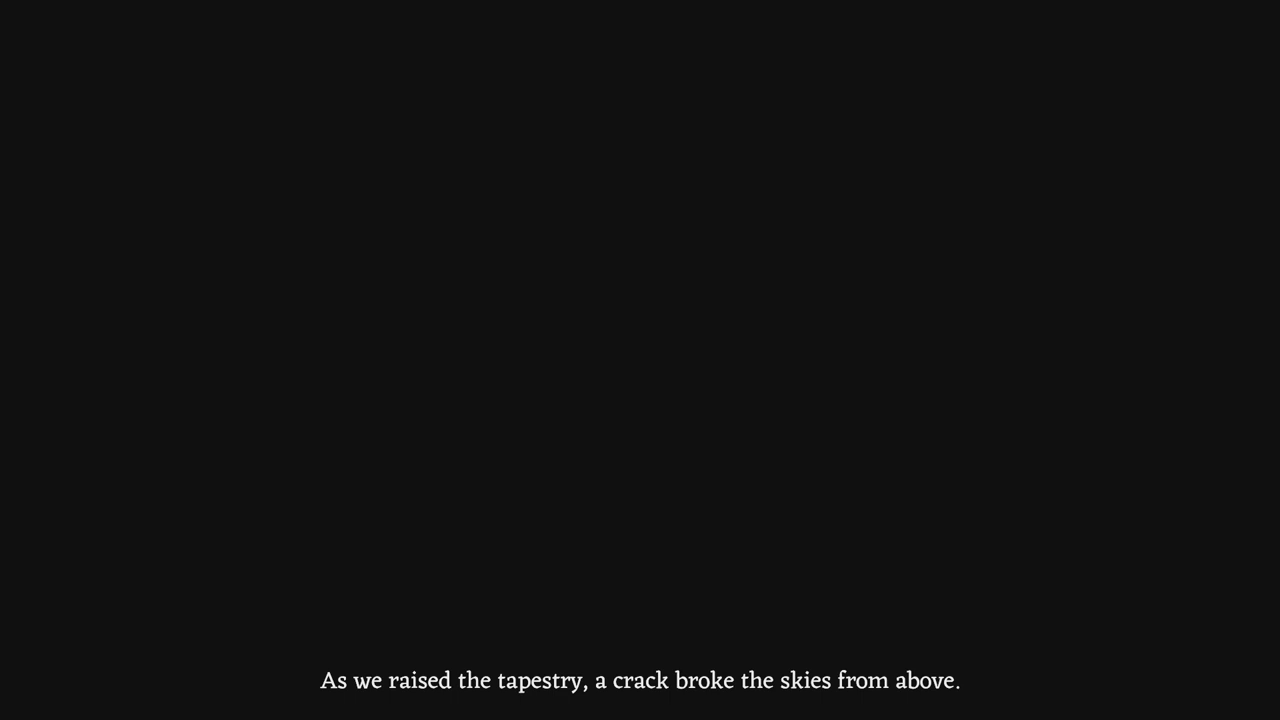 As we raised the tapestry, a crack broke the skies from above.